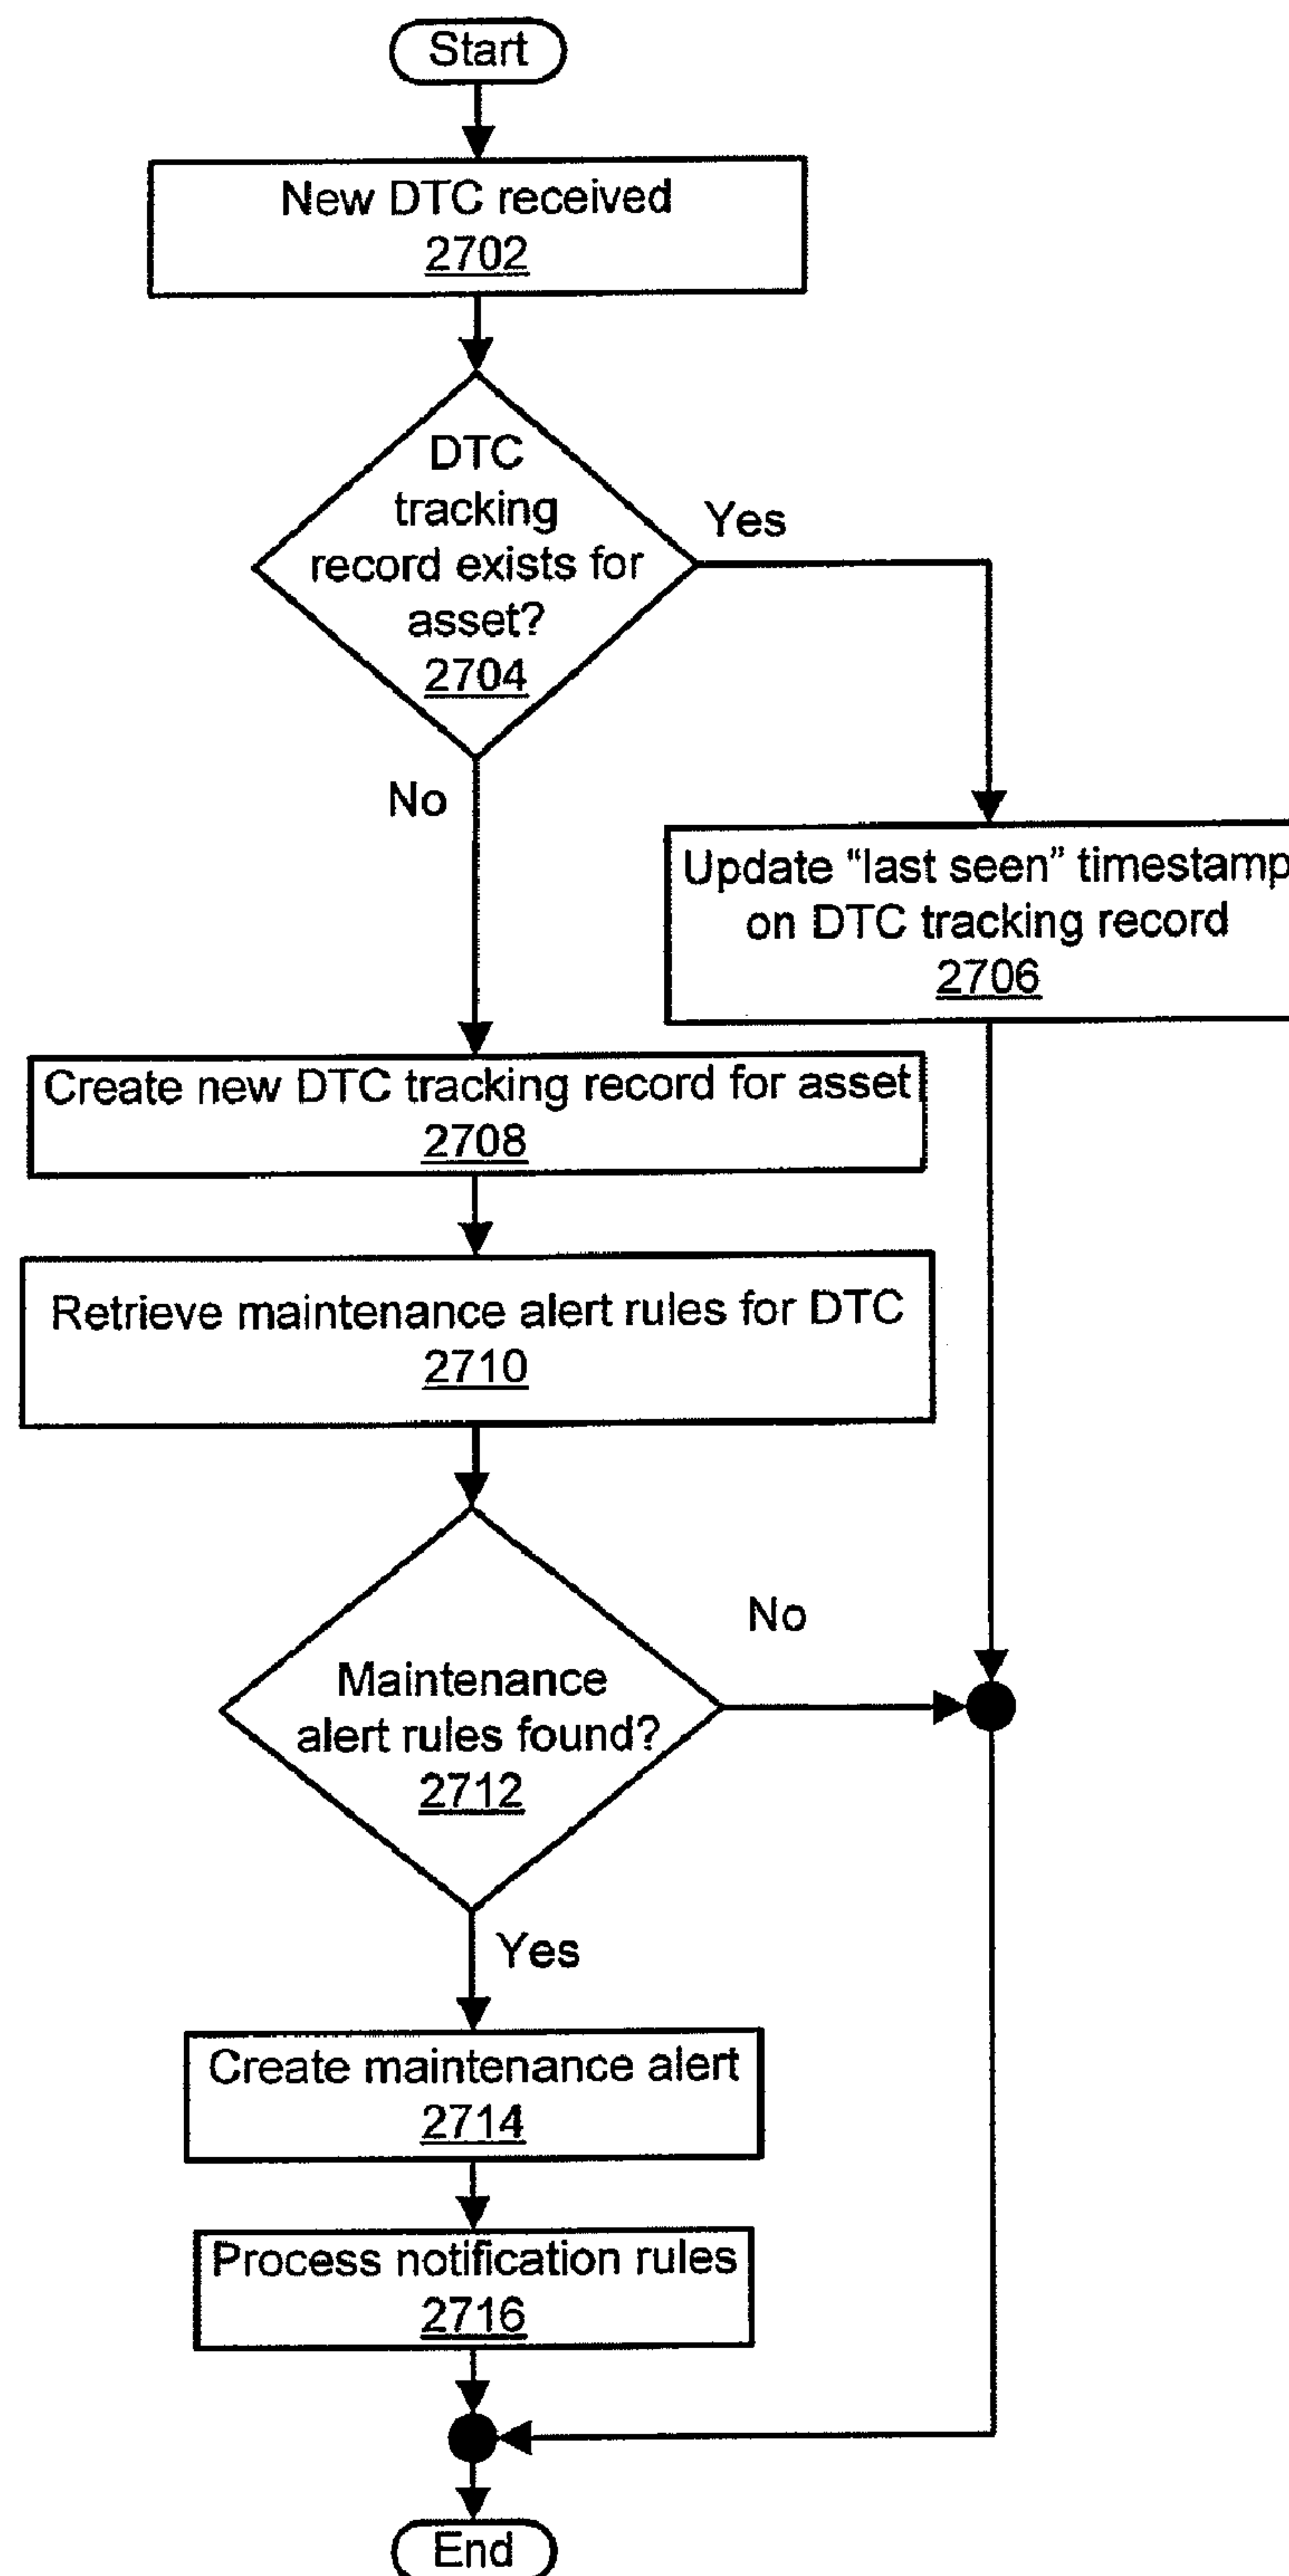 Start
New DTC received
2702
DTC
tracking
record exists for
asset?
2704
Yes
No
Update “last seen” timestamp
on DTC tracking record
2706
Create new DTC tracking record for asset
2708
Retrieve maintenance alert rules for DTC
2710
No
Maintenance
alert rules found?
2712
Yes
Create maintenance alert
2714
Process notification rules
2716
End